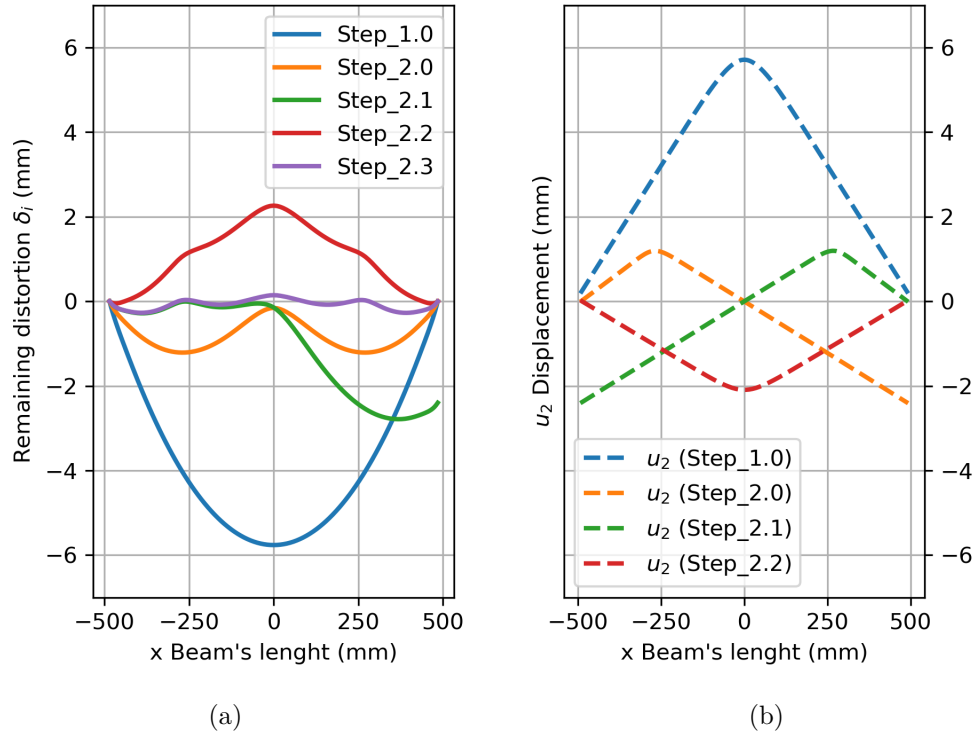 Step_1.0
Step_2.0
Step_2.1
Step_2.2
Step_2.3
6
4
2
0
−2
−4
−6
Remaining distortion δᵢ (mm)
−500
−250
0
250
500
x Beam's lenght (mm)
(a)
6
4
2
0
−2
−4
−6
u₂ Displacement (mm)
u₂ (Step_1.0)
u₂ (Step_2.0)
u₂ (Step_2.1)
u₂ (Step_2.2)
−500
−250
0
250
500
x Beam's lenght (mm)
(b)